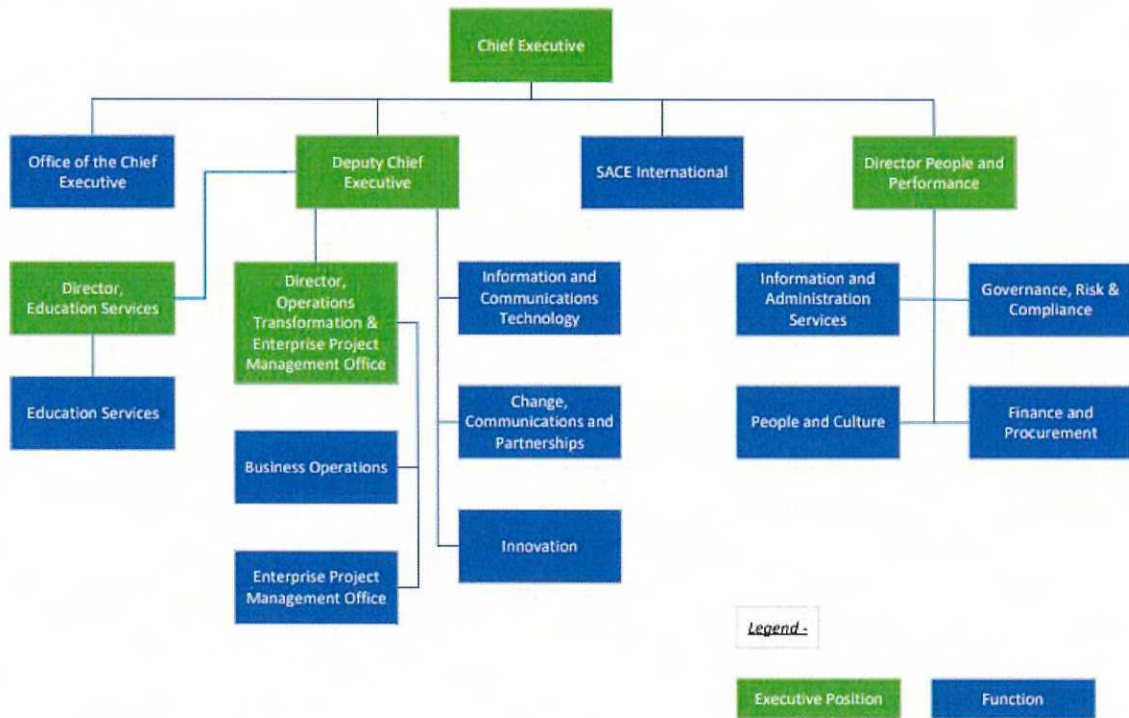 Chief Executive
Office of the Chief
Executive
Deputy Chief
Executive
SACE International
Director People and
Performance
Director,
Education Services
Director,
Operations
Transformation &
Enterprise Project
Management Office
Information and
Communications
Technology
Information and
Administration
Services
Governance, Risk &
Compliance
Education Services
Change,
Communications and
Partnerships
People and Culture
Finance and
Procurement
Business Operations
Innovation
Enterprise Project
Management Office
Legend -
Executive Position
Function